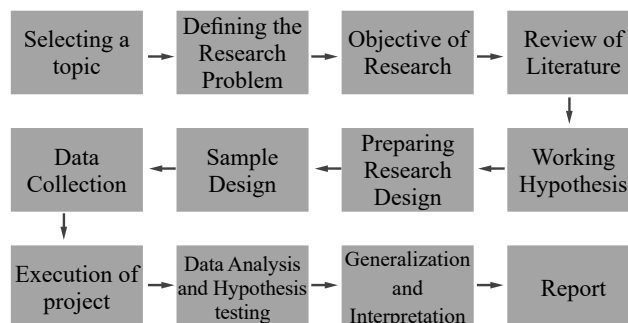 Selecting a
topic
Defining the
Research
Problem
Objective of
Research
Review of
Literature
Working
Hypothesis
Preparing
Research
Design
Sample
Design
Data
Collection
Execution of
project
Data Analysis
and Hypothesis
testing
Generalization
and
Interpretation
Report